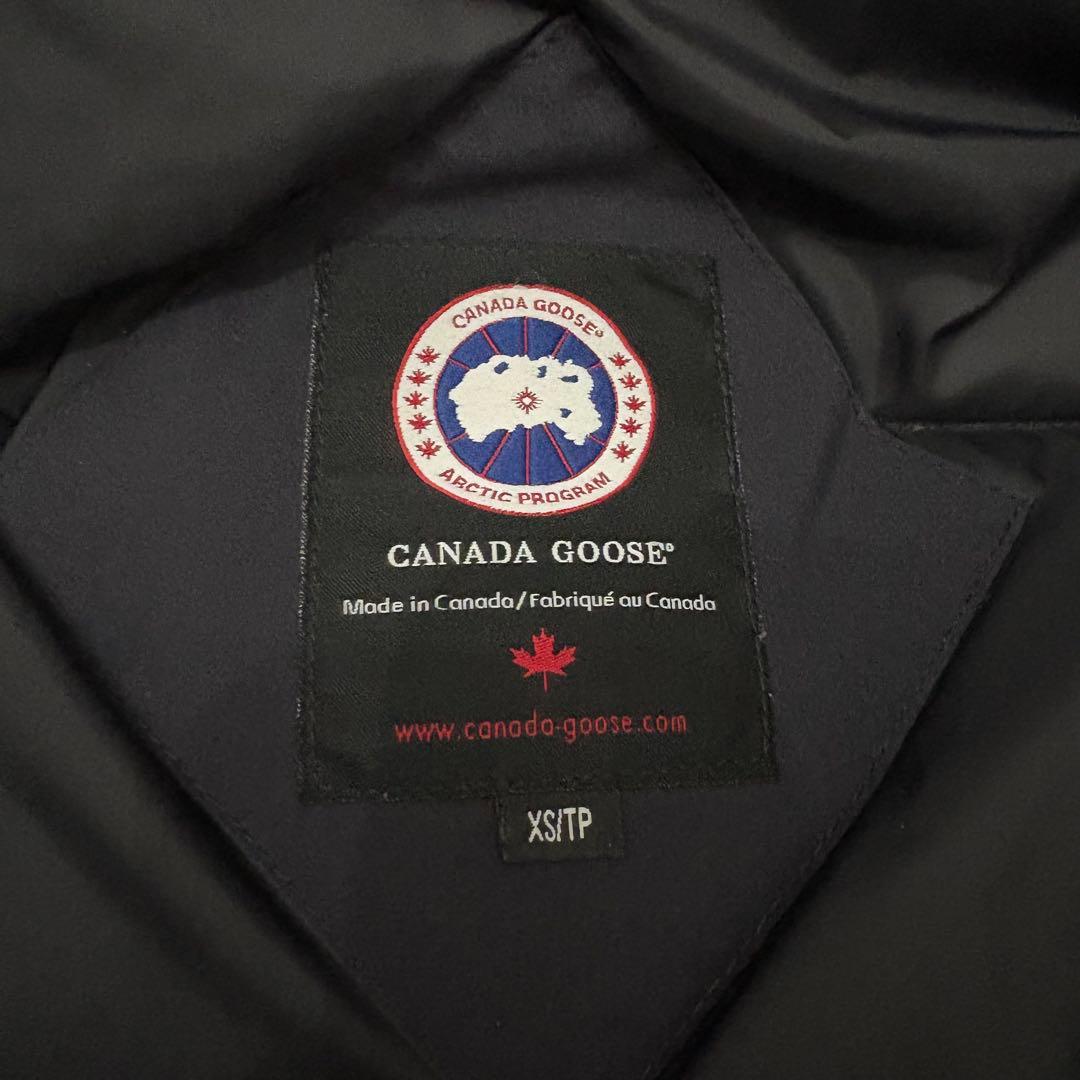 CANADA GOOSE®
ARCTIC PROGRAM
CANADA GOOSE®
Made in Canada/Fabriqué au Canada
www.canada-goose.com
XS/TP